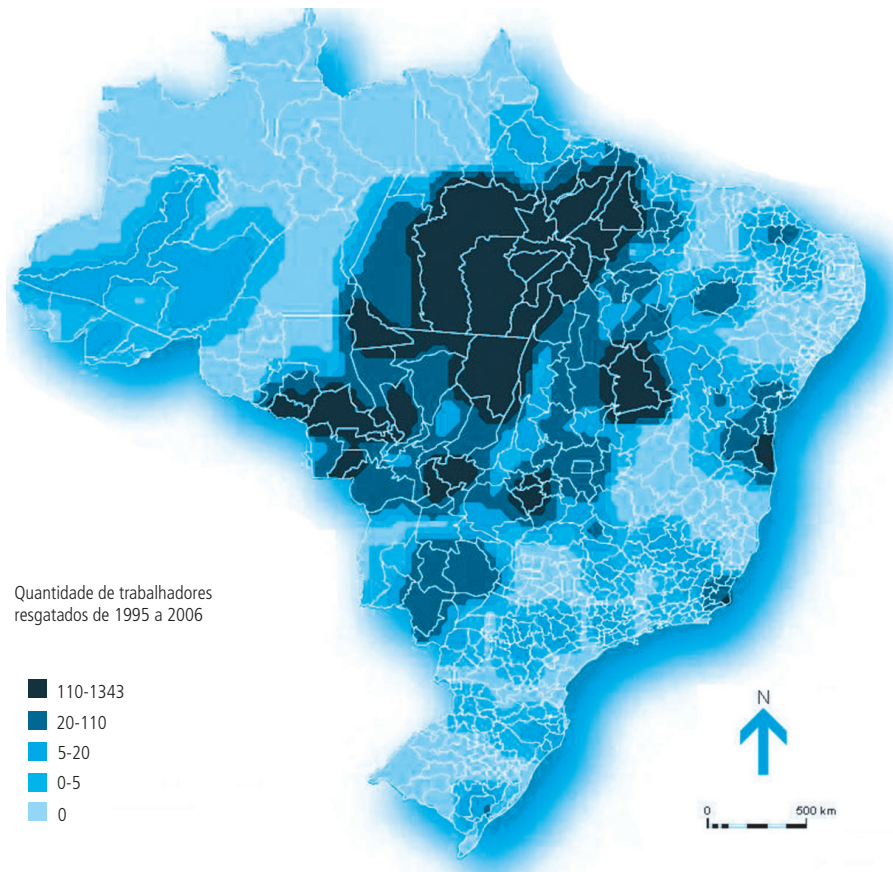 Quantidade de trabalhadores
resgatados de 1995 a 2006
110-1343
20-110
5-20
0-5
0
N
0 500 km